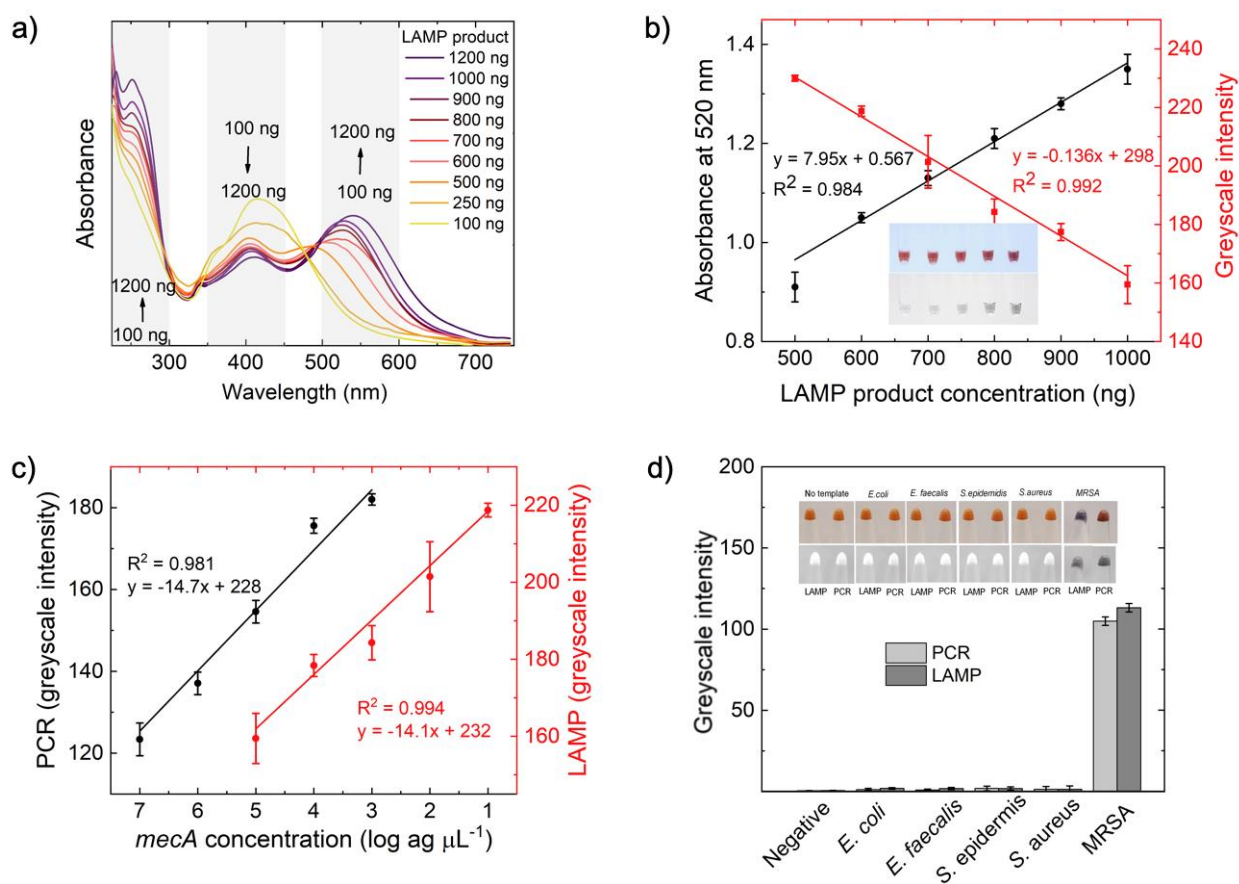 a)
LAMP product
1200 ng
1000 ng
900 ng
800 ng
700 ng
600 ng
500 ng
250 ng
100 ng
100 ng
1200 ng
1200 ng
100 ng
1200 ng
100 ng
Absorbance
300 400 500 600 700
Wavelength (nm)
b)
1.4
1.2
1.0
0.8
Absorbance at 520 nm
y = 7.95x + 0.567
R² = 0.984
y = -0.136x + 298
R² = 0.992
240
220
200
180
160
140
Greyscale intensity
500 600 700 800 900 1000
LAMP product concentration (ng)
c)
180
160
140
120
PCR (greyscale intensity)
R² = 0.981
y = -14.7x + 228
R² = 0.994
y = -14.1x + 232
220
200
180
160
LAMP (greyscale intensity)
7 6 5 4 3 2 1
mecA concentration (log ag μL⁻¹)
d)
200
150
100
50
Greyscale intensity
No template E.coli E. faecalis S.epidermidis S.aureus MRSA
LAMP PCR LAMP PCR LAMP PCR LAMP PCR LAMP PCR LAMP PCR
PCR
LAMP
Negative
E. coli
E. faecalis
S. epidermis
S. aureus
MRSA